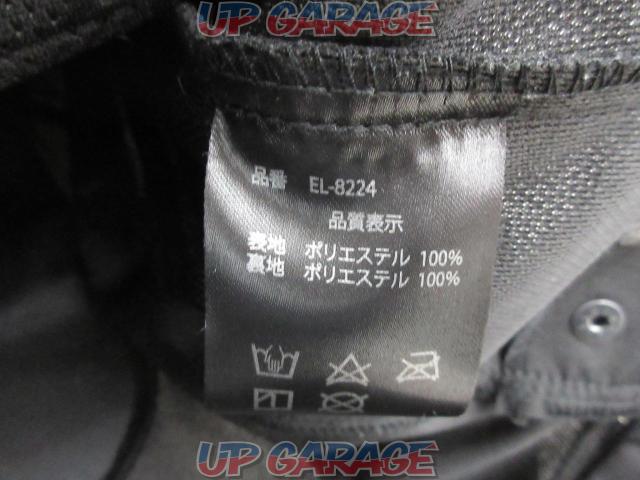 UP GARAGE
品番 EL-8224
品質表示
表地 ポリエステル 100%
裏地 ポリエステル 100%
UP GARAGE